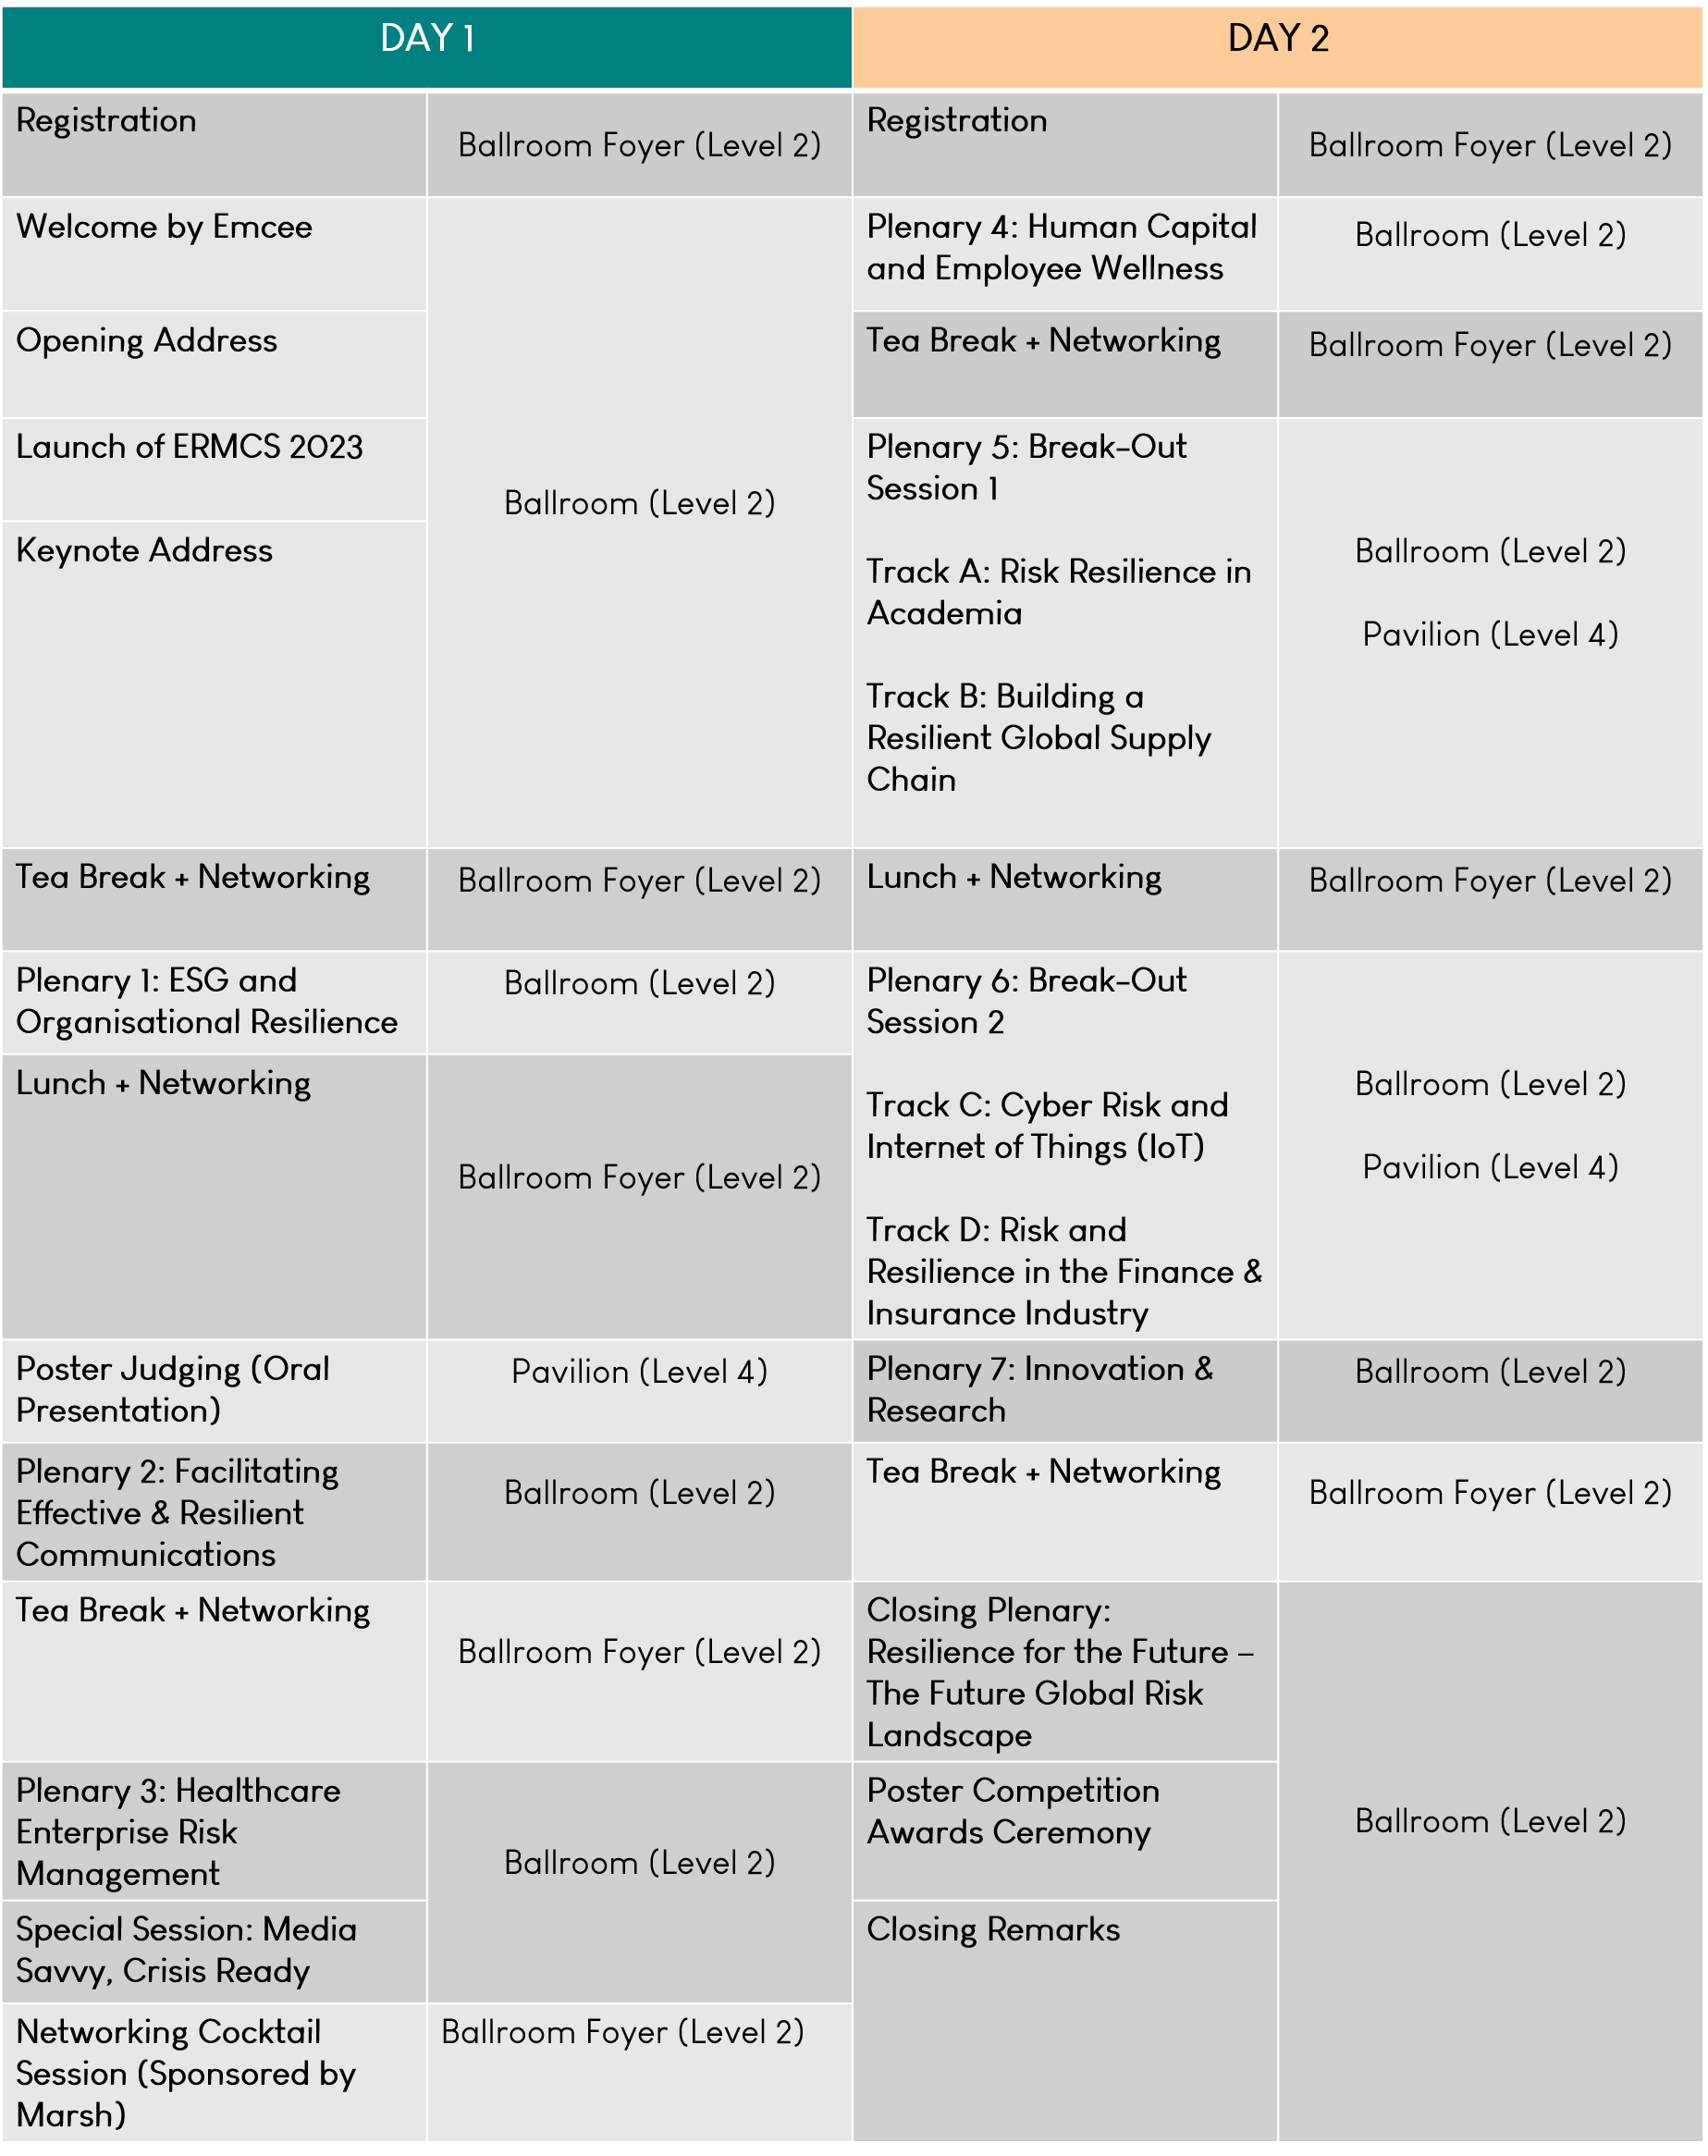 DAY 1
DAY 2
Registration
Ballroom Foyer (Level 2)
Registration
Ballroom Foyer (Level 2)
Welcome by Emcee
Opening Address
Launch of ERMCS 2023
Keynote Address
Ballroom (Level 2)
Plenary 4: Human Capital
and Employee Wellness
Ballroom (Level 2)
Tea Break + Networking
Ballroom Foyer (Level 2)
Plenary 5: Break-Out
Session 1
Track A: Risk Resilience in
Academia
Track B: Building a
Resilient Global Supply
Chain
Ballroom (Level 2)
Pavilion (Level 4)
Tea Break + Networking
Ballroom Foyer (Level 2)
Lunch + Networking
Ballroom Foyer (Level 2)
Plenary 1: ESG and
Organisational Resilience
Ballroom (Level 2)
Lunch + Networking
Ballroom Foyer (Level 2)
Plenary 6: Break-Out
Session 2
Track C: Cyber Risk and
Internet of Things (IoT)
Track D: Risk and
Resilience in the Finance &
Insurance Industry
Ballroom (Level 2)
Pavilion (Level 4)
Poster Judging (Oral
Presentation)
Pavilion (Level 4)
Plenary 7: Innovation &
Research
Ballroom (Level 2)
Plenary 2: Facilitating
Effective & Resilient
Communications
Ballroom (Level 2)
Tea Break + Networking
Ballroom Foyer (Level 2)
Tea Break + Networking
Ballroom Foyer (Level 2)
Closing Plenary:
Resilience for the Future –
The Future Global Risk
Landscape
Plenary 3: Healthcare
Enterprise Risk
Management
Ballroom (Level 2)
Poster Competition
Awards Ceremony
Ballroom (Level 2)
Special Session: Media
Savvy, Crisis Ready
Closing Remarks
Networking Cocktail
Session (Sponsored by
Marsh)
Ballroom Foyer (Level 2)